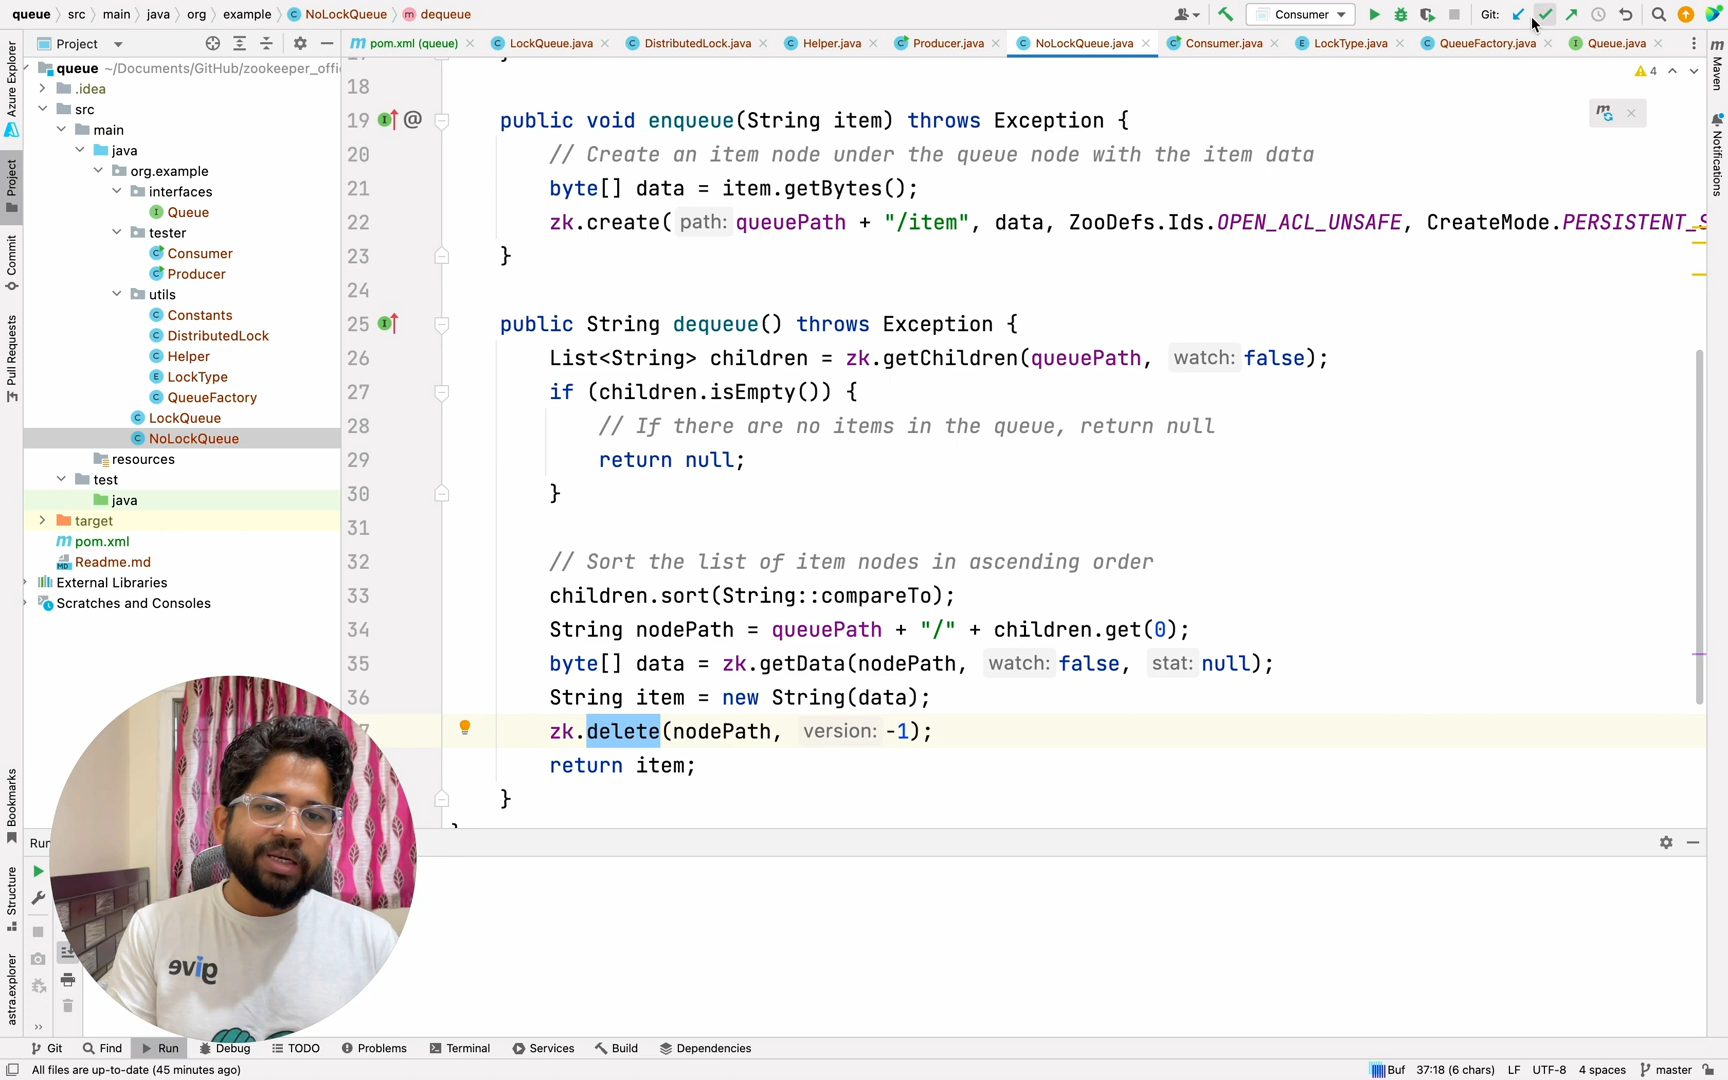 queue src main java org example NoLockQueue dequeue Consumer Git:
Project pom.xml (queue) LockQueue.java DistributedLock.java Helper.java Producer.java NoLockQueue.java Consumer.java LockType.java QueueFactory.java Queue.java
queue ~/Documents/GitHub/zookeeper_offi
.idea
src
main
java
org.example
interfaces
Queue
tester
Consumer
Producer
utils
Constants
DistributedLock
Helper
LockType
QueueFactory
LockQueue
NoLockQueue
resources
test
java
target
pom.xml
Readme.md
External Libraries
Scratches and Consoles
Azure Explorer
Project
Commit
Pull Requests
Bookmarks
Structure
astra.explorer
Maven
Notifications
4
18
19 @ public void enqueue(String item) throws Exception {
20 // Create an item node under the queue node with the item data
21 byte[] data = item.getBytes();
22 zk.create( path: queuePath + "/item", data, ZooDefs.Ids.OPEN_ACL_UNSAFE, CreateMode.PERSISTENT_S
23 }
24
25 public String dequeue() throws Exception {
26 List<String> children = zk.getChildren(queuePath, watch: false);
27 if (children.isEmpty()) {
28 // If there are no items in the queue, return null
29 return null;
30 }
31
32 // Sort the list of item nodes in ascending order
33 children.sort(String::compareTo);
34 String nodePath = queuePath + "/" + children.get(0);
35 byte[] data = zk.getData(nodePath, watch: false, stat: null);
36 String item = new String(data);
zk.delete(nodePath, version: -1);
return item;
}
Run
give
Git Find Run Debug TODO Problems Terminal Services Build Dependencies
All files are up-to-date (45 minutes ago) Buf 37:18 (6 chars) LF UTF-8 4 spaces master